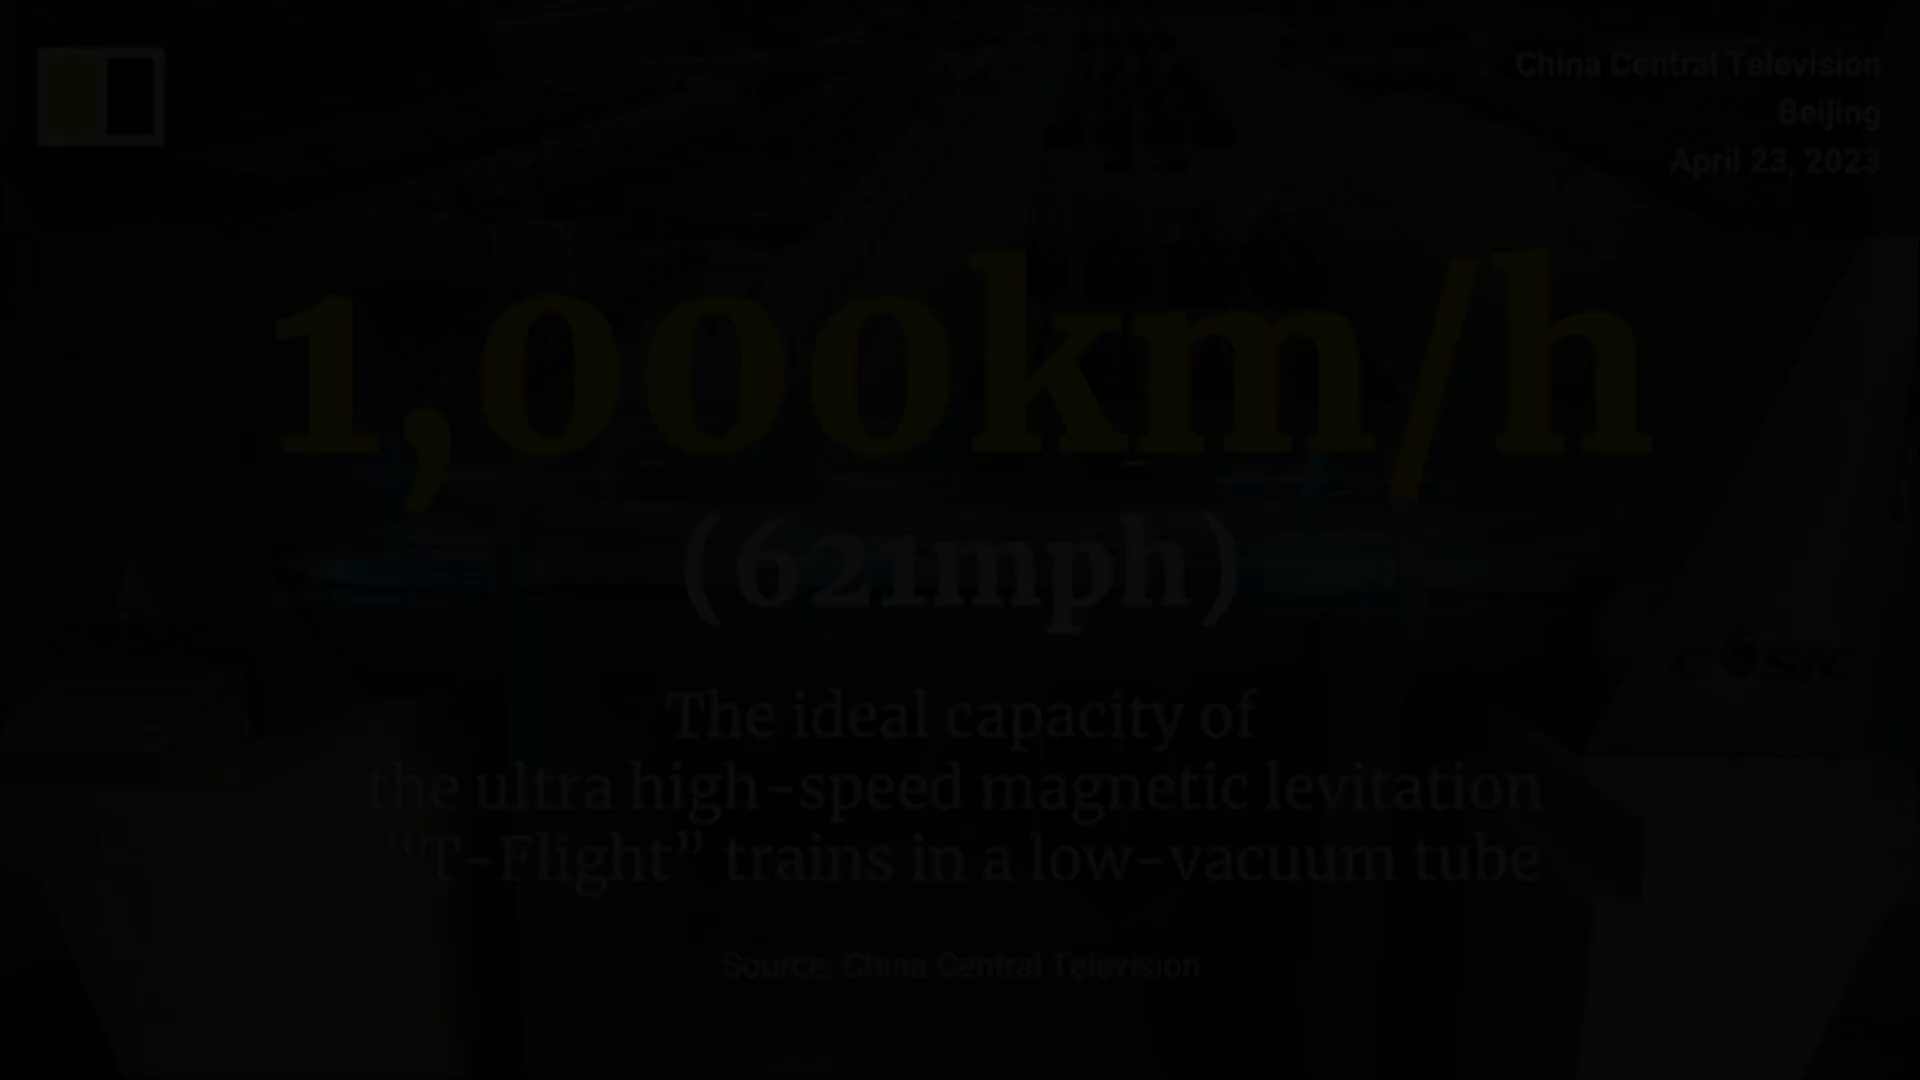 China Central Television
Beijing
April 23, 2023
1,000km/h
(621mph)
The ideal capacity of
the ultra high-speed magnetic levitation
“T-Flight” trains in a low-vacuum tube
Source: China Central Television